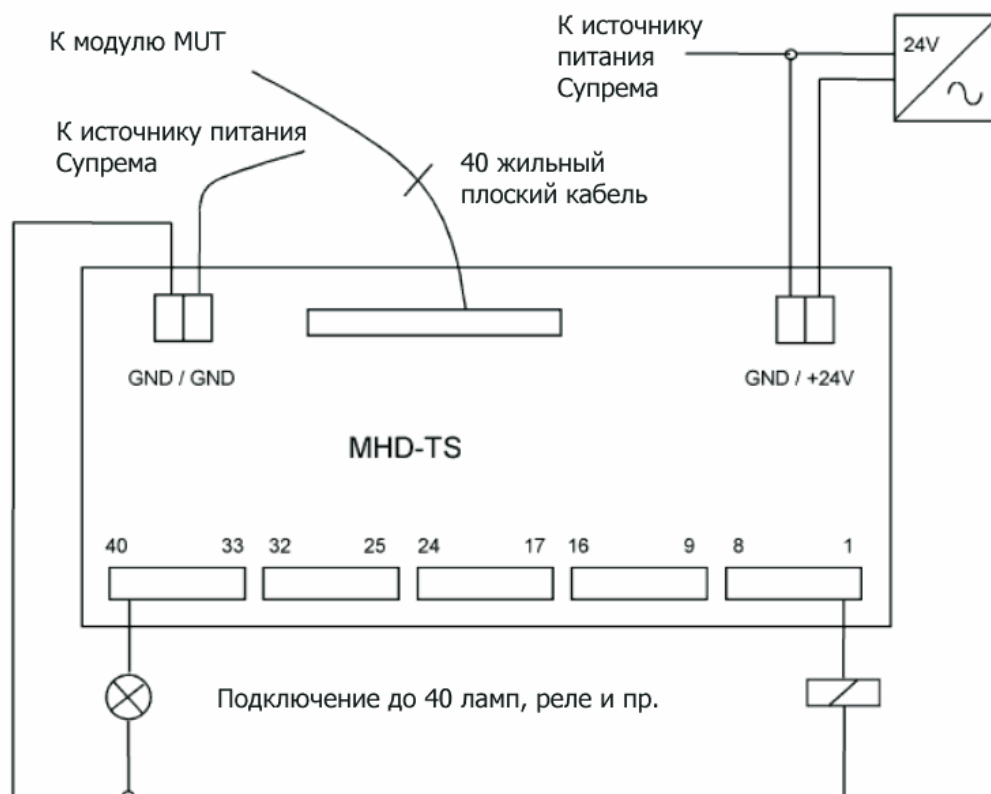 К модулю MUT
К источнику
питания
Супрема
24V
К источнику питания
Супрема
40 жильный
плоский кабель
GND / GND
GND / +24V
MHD-TS
40 33 32 25 24 17 16 9 8 1
Подключение до 40 ламп, реле и пр.